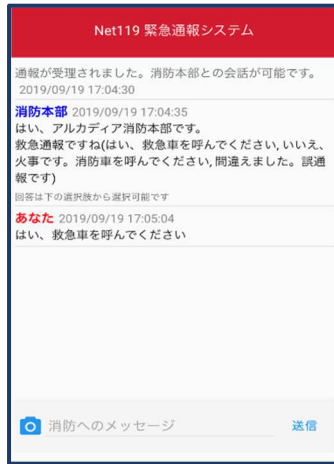 Net119 緊急通報システム
通報が受理されました。消防本部との会話が可能です。
2019/09/19 17:04:30
消防本部 2019/09/19 17:04:35
はい、アルカディア消防本部です。
救急通報ですね(はい、救急車を呼んでください, いいえ、
火事です。消防車を呼んでください, 間違えました。誤通
報です)
回答は下の選択肢から選択可能です
あなた 2019/09/19 17:05:04
はい、救急車を呼んでください
消防へのメッセージ
送信